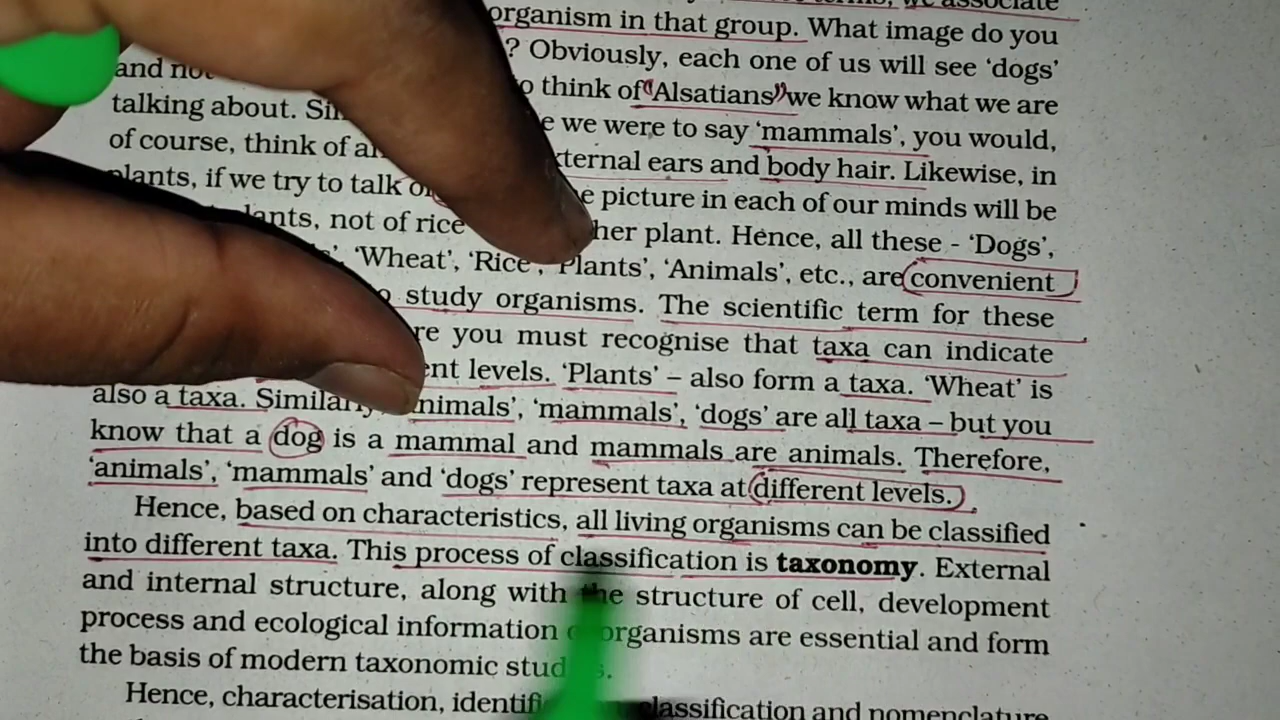 organism in that group. What image do you
? Obviously, each one of us will see 'dogs'
and not think of 'Alsatians' we know what we are
talking about. we were to say 'mammals', you would,
of course, think of external ears and body hair. Likewise, in
plants, if we try to talk picture in each of our minds will be
not of rice plant. Hence, all these - 'Dogs',
'Wheat', 'Rice', 'Plants', 'Animals', etc., are convenient
study organisms. The scientific term for these
you must recognise that taxa can indicate
levels. 'Plants' – also form a taxa. 'Wheat' is
also a taxa. Similarly, 'animals', 'mammals', 'dogs' are all taxa – but you
know that a dog is a mammal and mammals are animals. Therefore,
'animals', 'mammals' and 'dogs' represent taxa at different levels.
Hence, based on characteristics, all living organisms can be classified
into different taxa. This process of classification is taxonomy. External
and internal structure, along with the structure of cell, development
process and ecological information organisms are essential and form
the basis of modern taxonomic
Hence, characterisation, classification and nomenclature